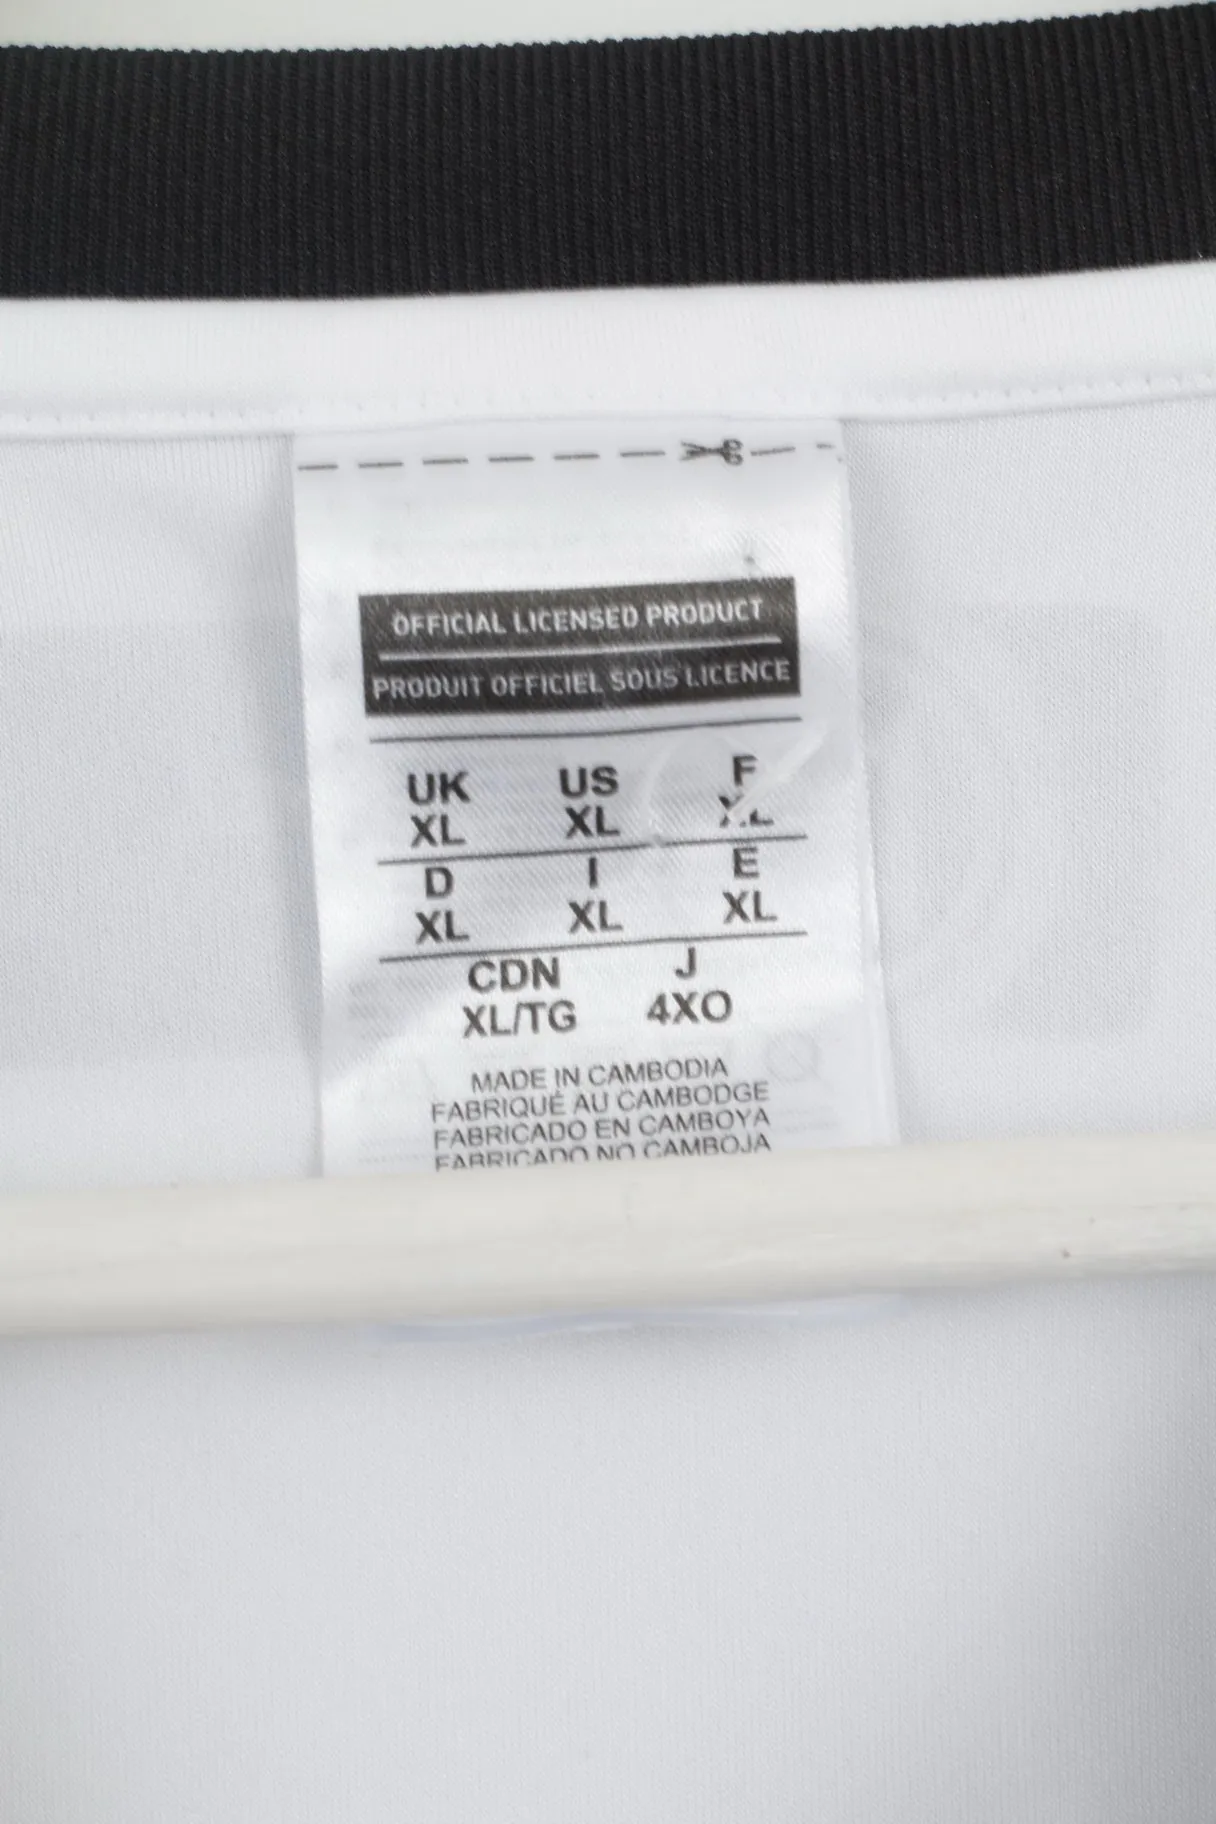 OFFICIAL LICENSED PRODUCT
PRODUIT OFFICIEL SOUS LICENCE
UK US F
XL XL XL
D I E
XL XL XL
CDN J
XL/TG 4XO
MADE IN CAMBODIA
FABRIQUÉ AU CAMBODGE
FABRICADO EN CAMBOYA
FABRICADO NO CAMBOJA